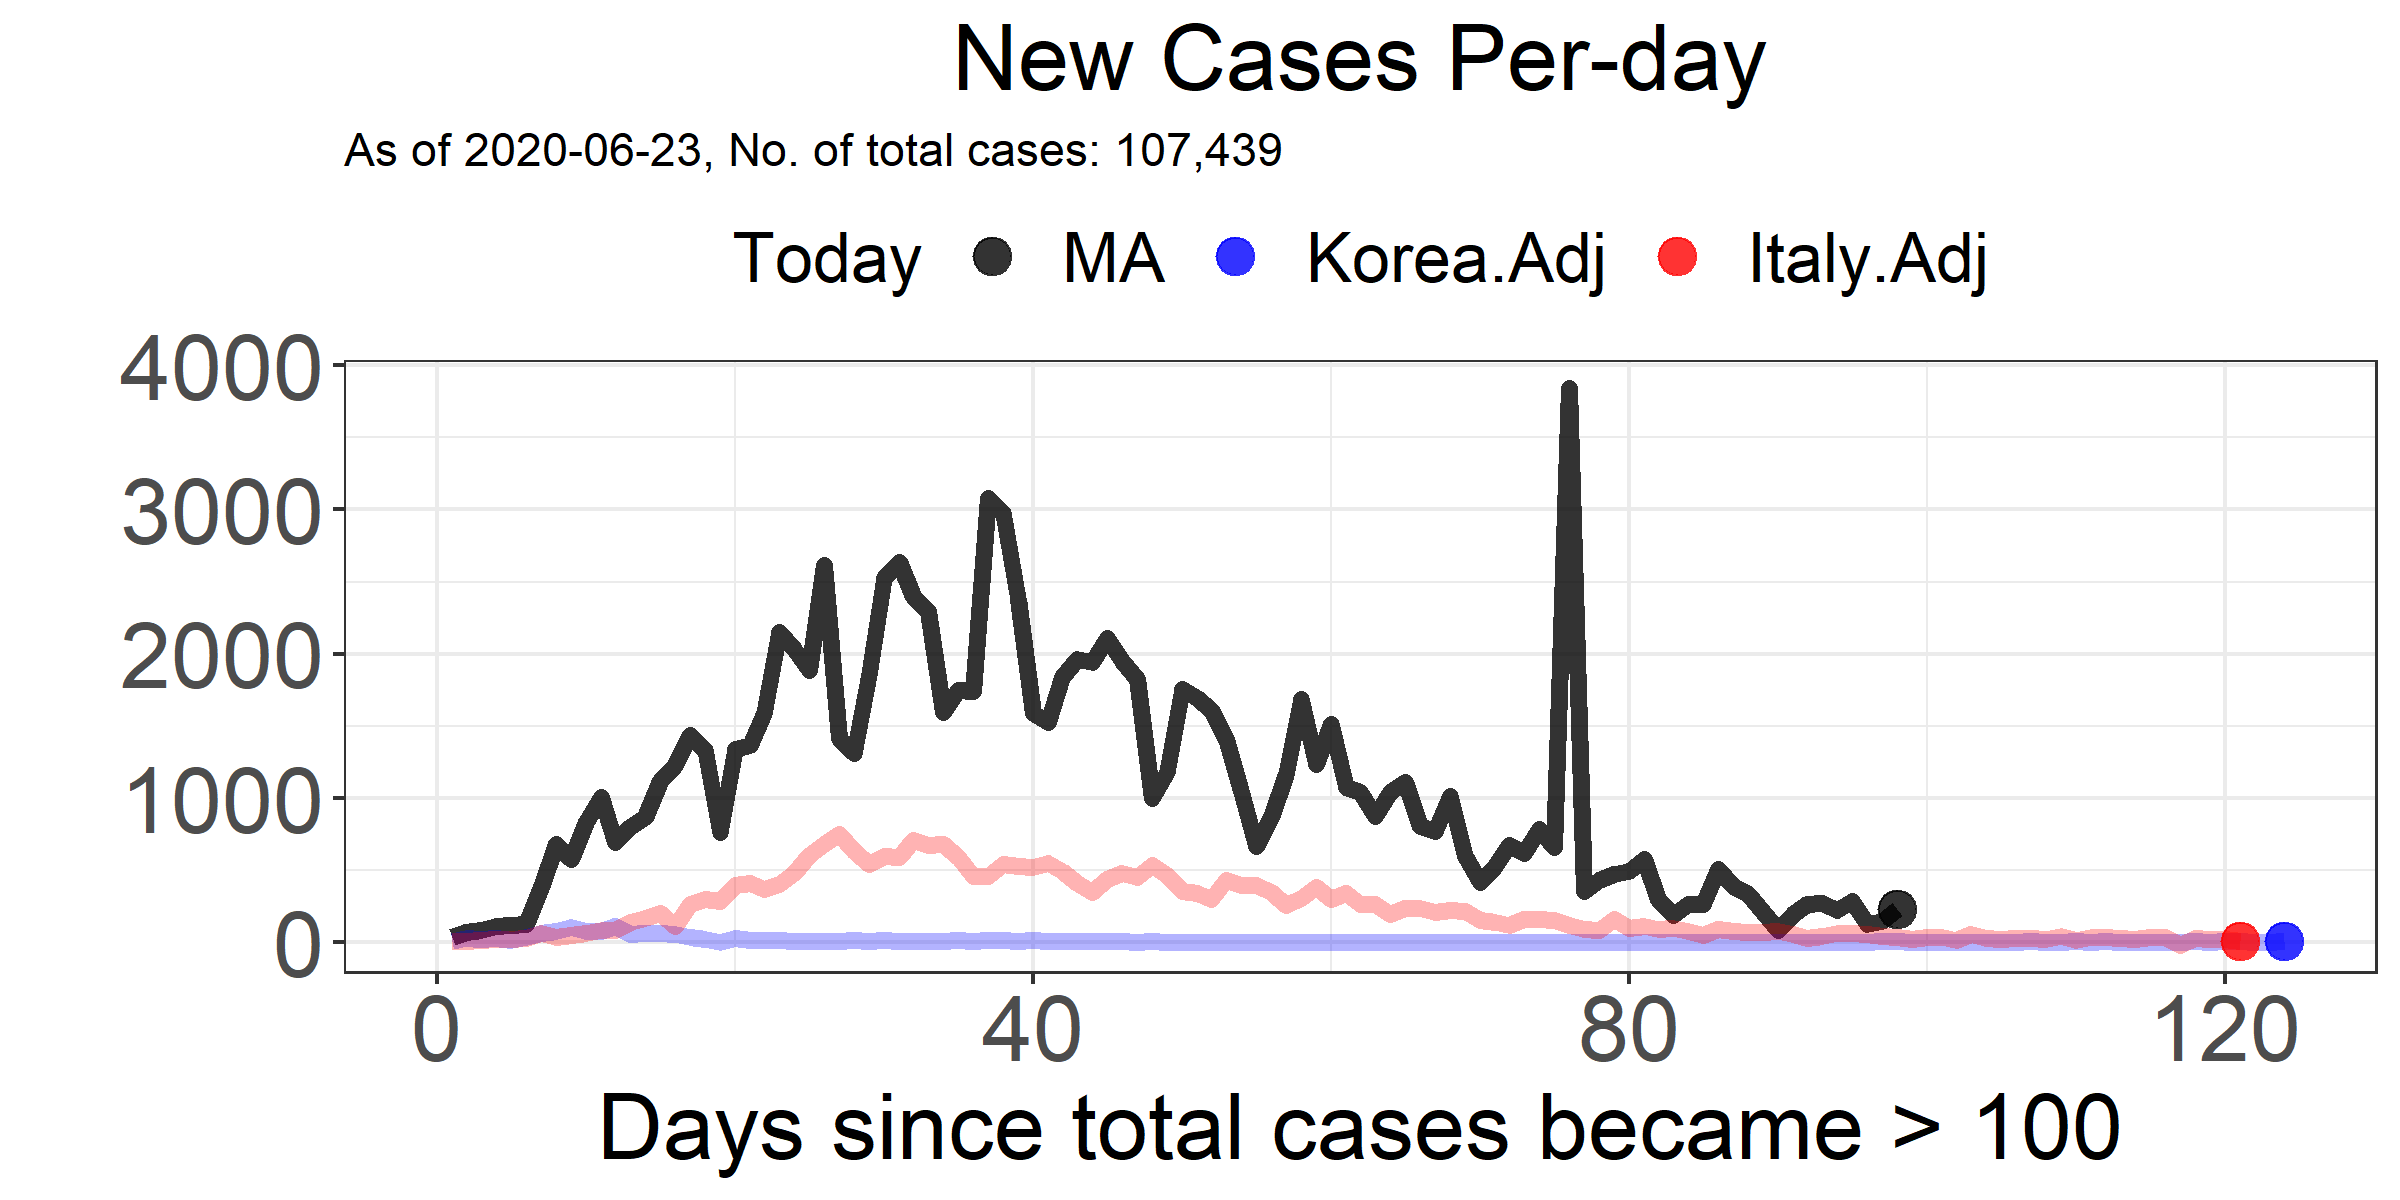 New Cases Per-day
As of 2020-06-23, No. of total cases: 107,439
Today MA Korea.Adj Italy.Adj
4000
3000
2000
1000
0
0 40 80 120
Days since total cases became > 100